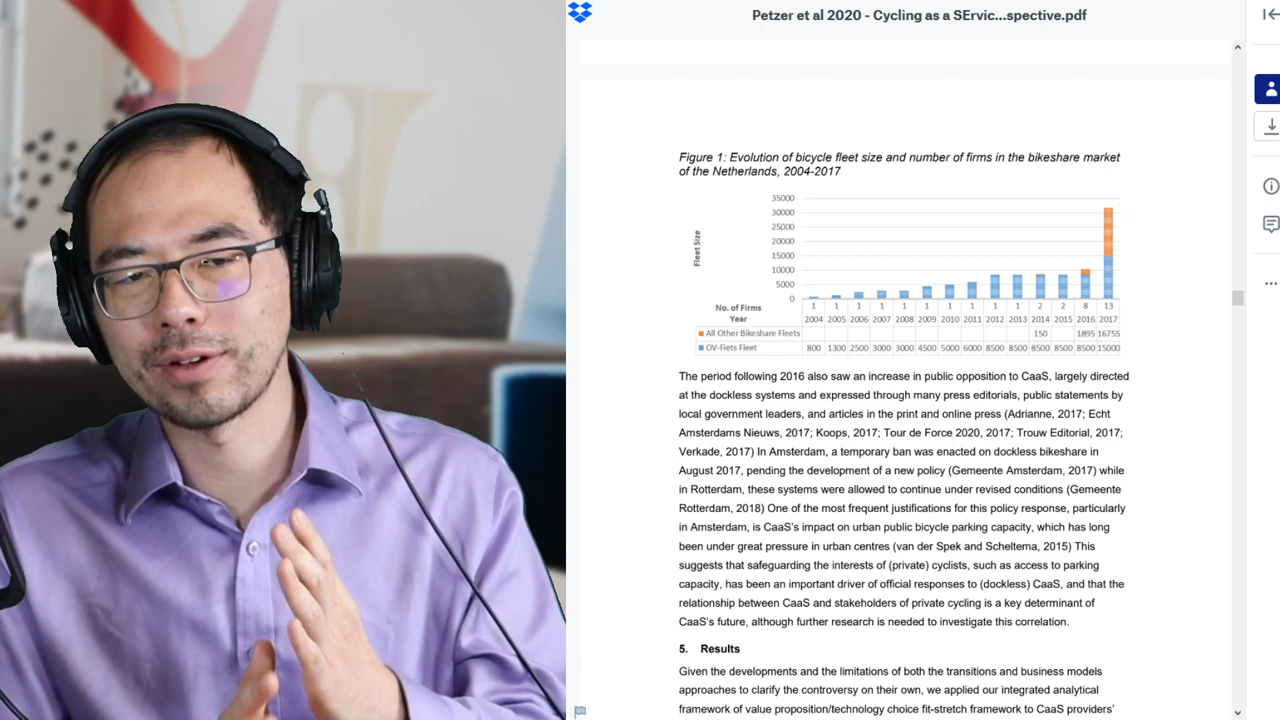 Petzer et al 2020 - Cycling as a SErvic...spective.pdf
Figure 1: Evolution of bicycle fleet size and number of firms in the bikeshare market
of the Netherlands, 2004-2017
35000
30000
25000
20000
15000
10000
5000
0
Fleet Size
No. of Firms 1 1 1 1 1 1 1 1 1 1 2 2 8 13
Year 2004 2005 2006 2007 2008 2009 2010 2011 2012 2013 2014 2015 2016 2017
All Other Bikeshare Fleets 150 1895 16755
OV-Fiets Fleet 800 1300 2500 3000 3000 4500 5000 6000 8500 8500 8500 8500 8500 15000
The period following 2016 also saw an increase in public opposition to CaaS, largely directed
at the dockless systems and expressed through many press editorials, public statements by
local government leaders, and articles in the print and online press (Adrianne, 2017; Echt
Amsterdams Nieuws, 2017; Koops, 2017; Tour de Force 2020, 2017; Trouw Editorial, 2017;
Verkade, 2017) In Amsterdam, a temporary ban was enacted on dockless bikeshare in
August 2017, pending the development of a new policy (Gemeente Amsterdam, 2017) while
in Rotterdam, these systems were allowed to continue under revised conditions (Gemeente
Rotterdam, 2018) One of the most frequent justifications for this policy response, particularly
in Amsterdam, is CaaS's impact on urban public bicycle parking capacity, which has long
been under great pressure in urban centres (van der Spek and Scheltema, 2015) This
suggests that safeguarding the interests of (private) cyclists, such as access to parking
capacity, has been an important driver of official responses to (dockless) CaaS, and that the
relationship between CaaS and stakeholders of private cycling is a key determinant of
CaaS's future, although further research is needed to investigate this correlation.
5. Results
Given the developments and the limitations of both the transitions and business models
approaches to clarify the controversy on their own, we applied our integrated analytical
framework of value proposition/technology choice fit-stretch framework to CaaS providers'